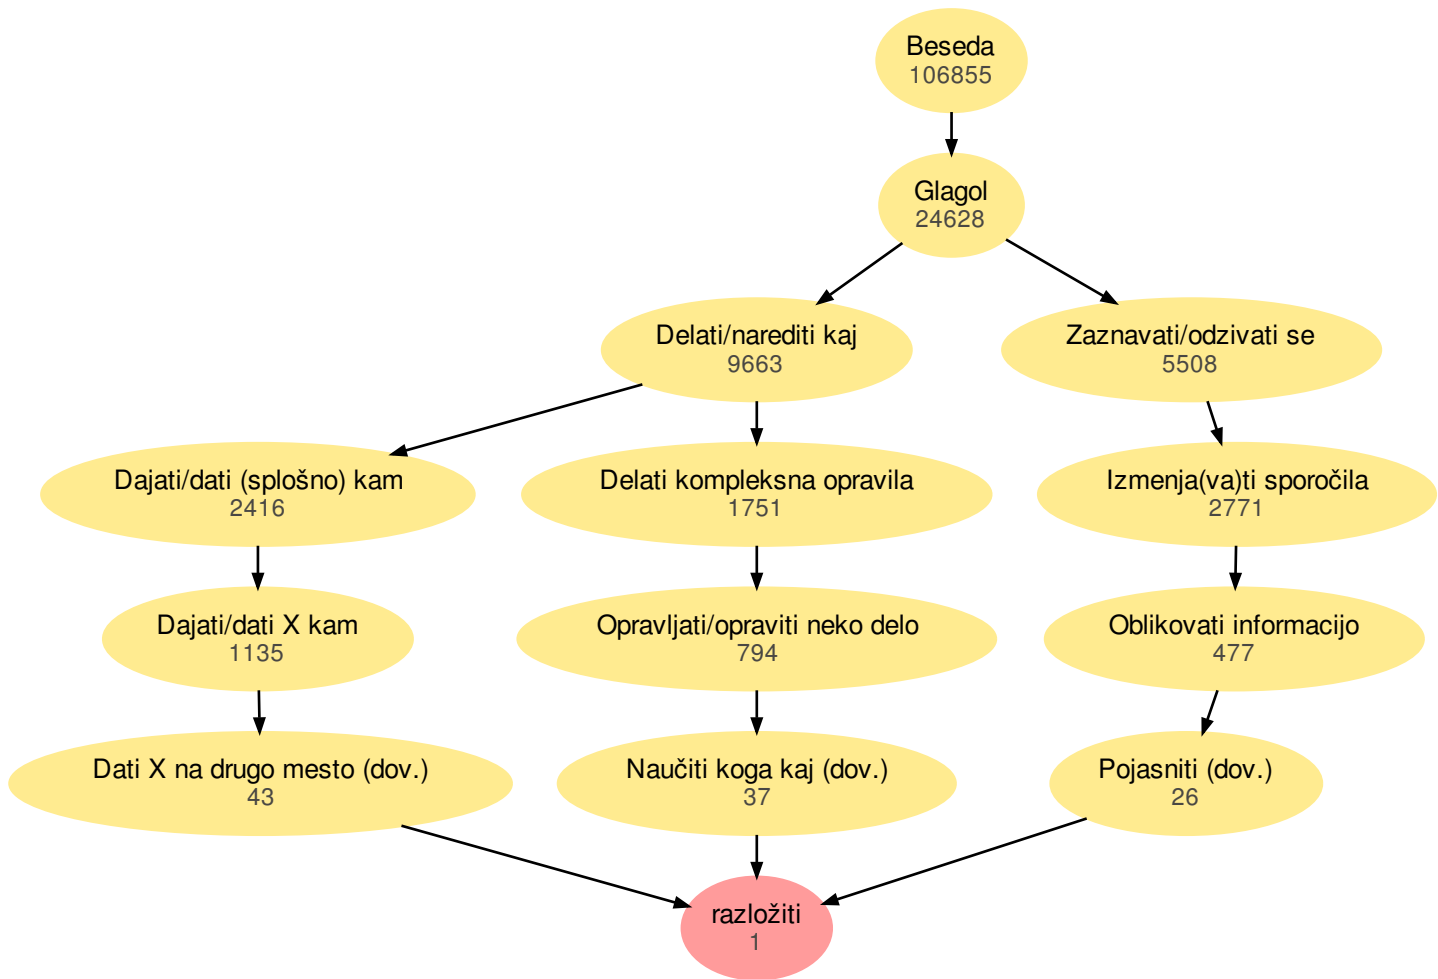 Beseda
106855
Glagol
24628
Delati/narediti kaj
9663
Zaznavati/odzivati se
5508
Dajati/dati (splošno) kam
2416
Delati kompleksna opravila
1751
Izmenja(va)ti sporočila
2771
Dajati/dati X kam
1135
Opravljati/opraviti neko delo
794
Oblikovati informacijo
477
Dati X na drugo mesto (dov.)
43
Naučiti koga kaj (dov.)
37
Pojasniti (dov.)
26
razložiti
1